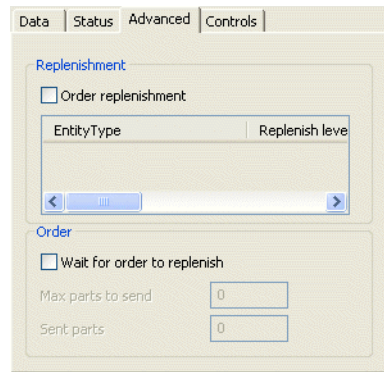 Data Status Advanced Controls
Replenishment
Order replenishment
EntityType Replenish leve
Order
Wait for order to replenish
Max parts to send 0
Sent parts 0